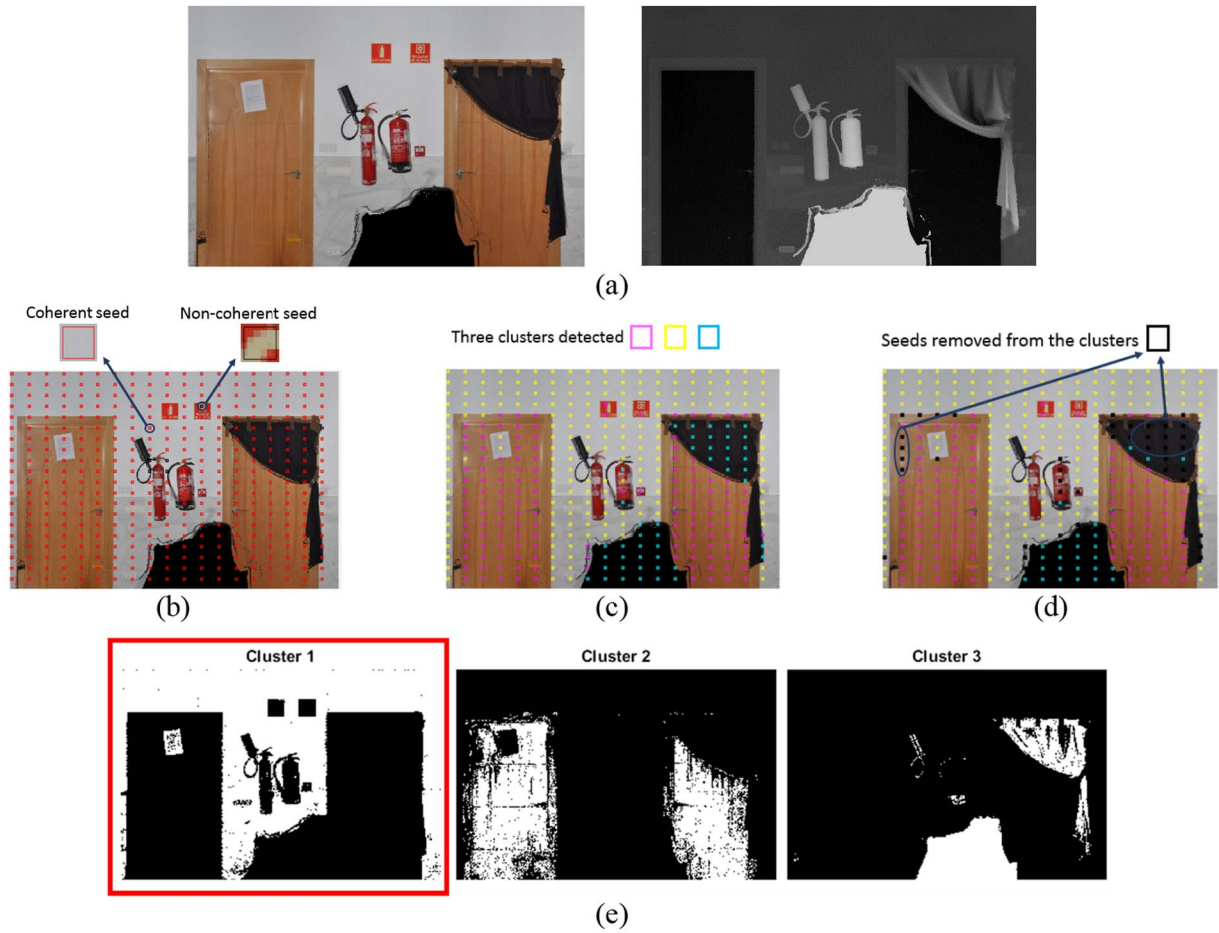 (a)
Coherent seed
Non-coherent seed
Three clusters detected
Seeds removed from the clusters
(b)
(c)
(d)
Cluster 1
Cluster 2
Cluster 3
(e)